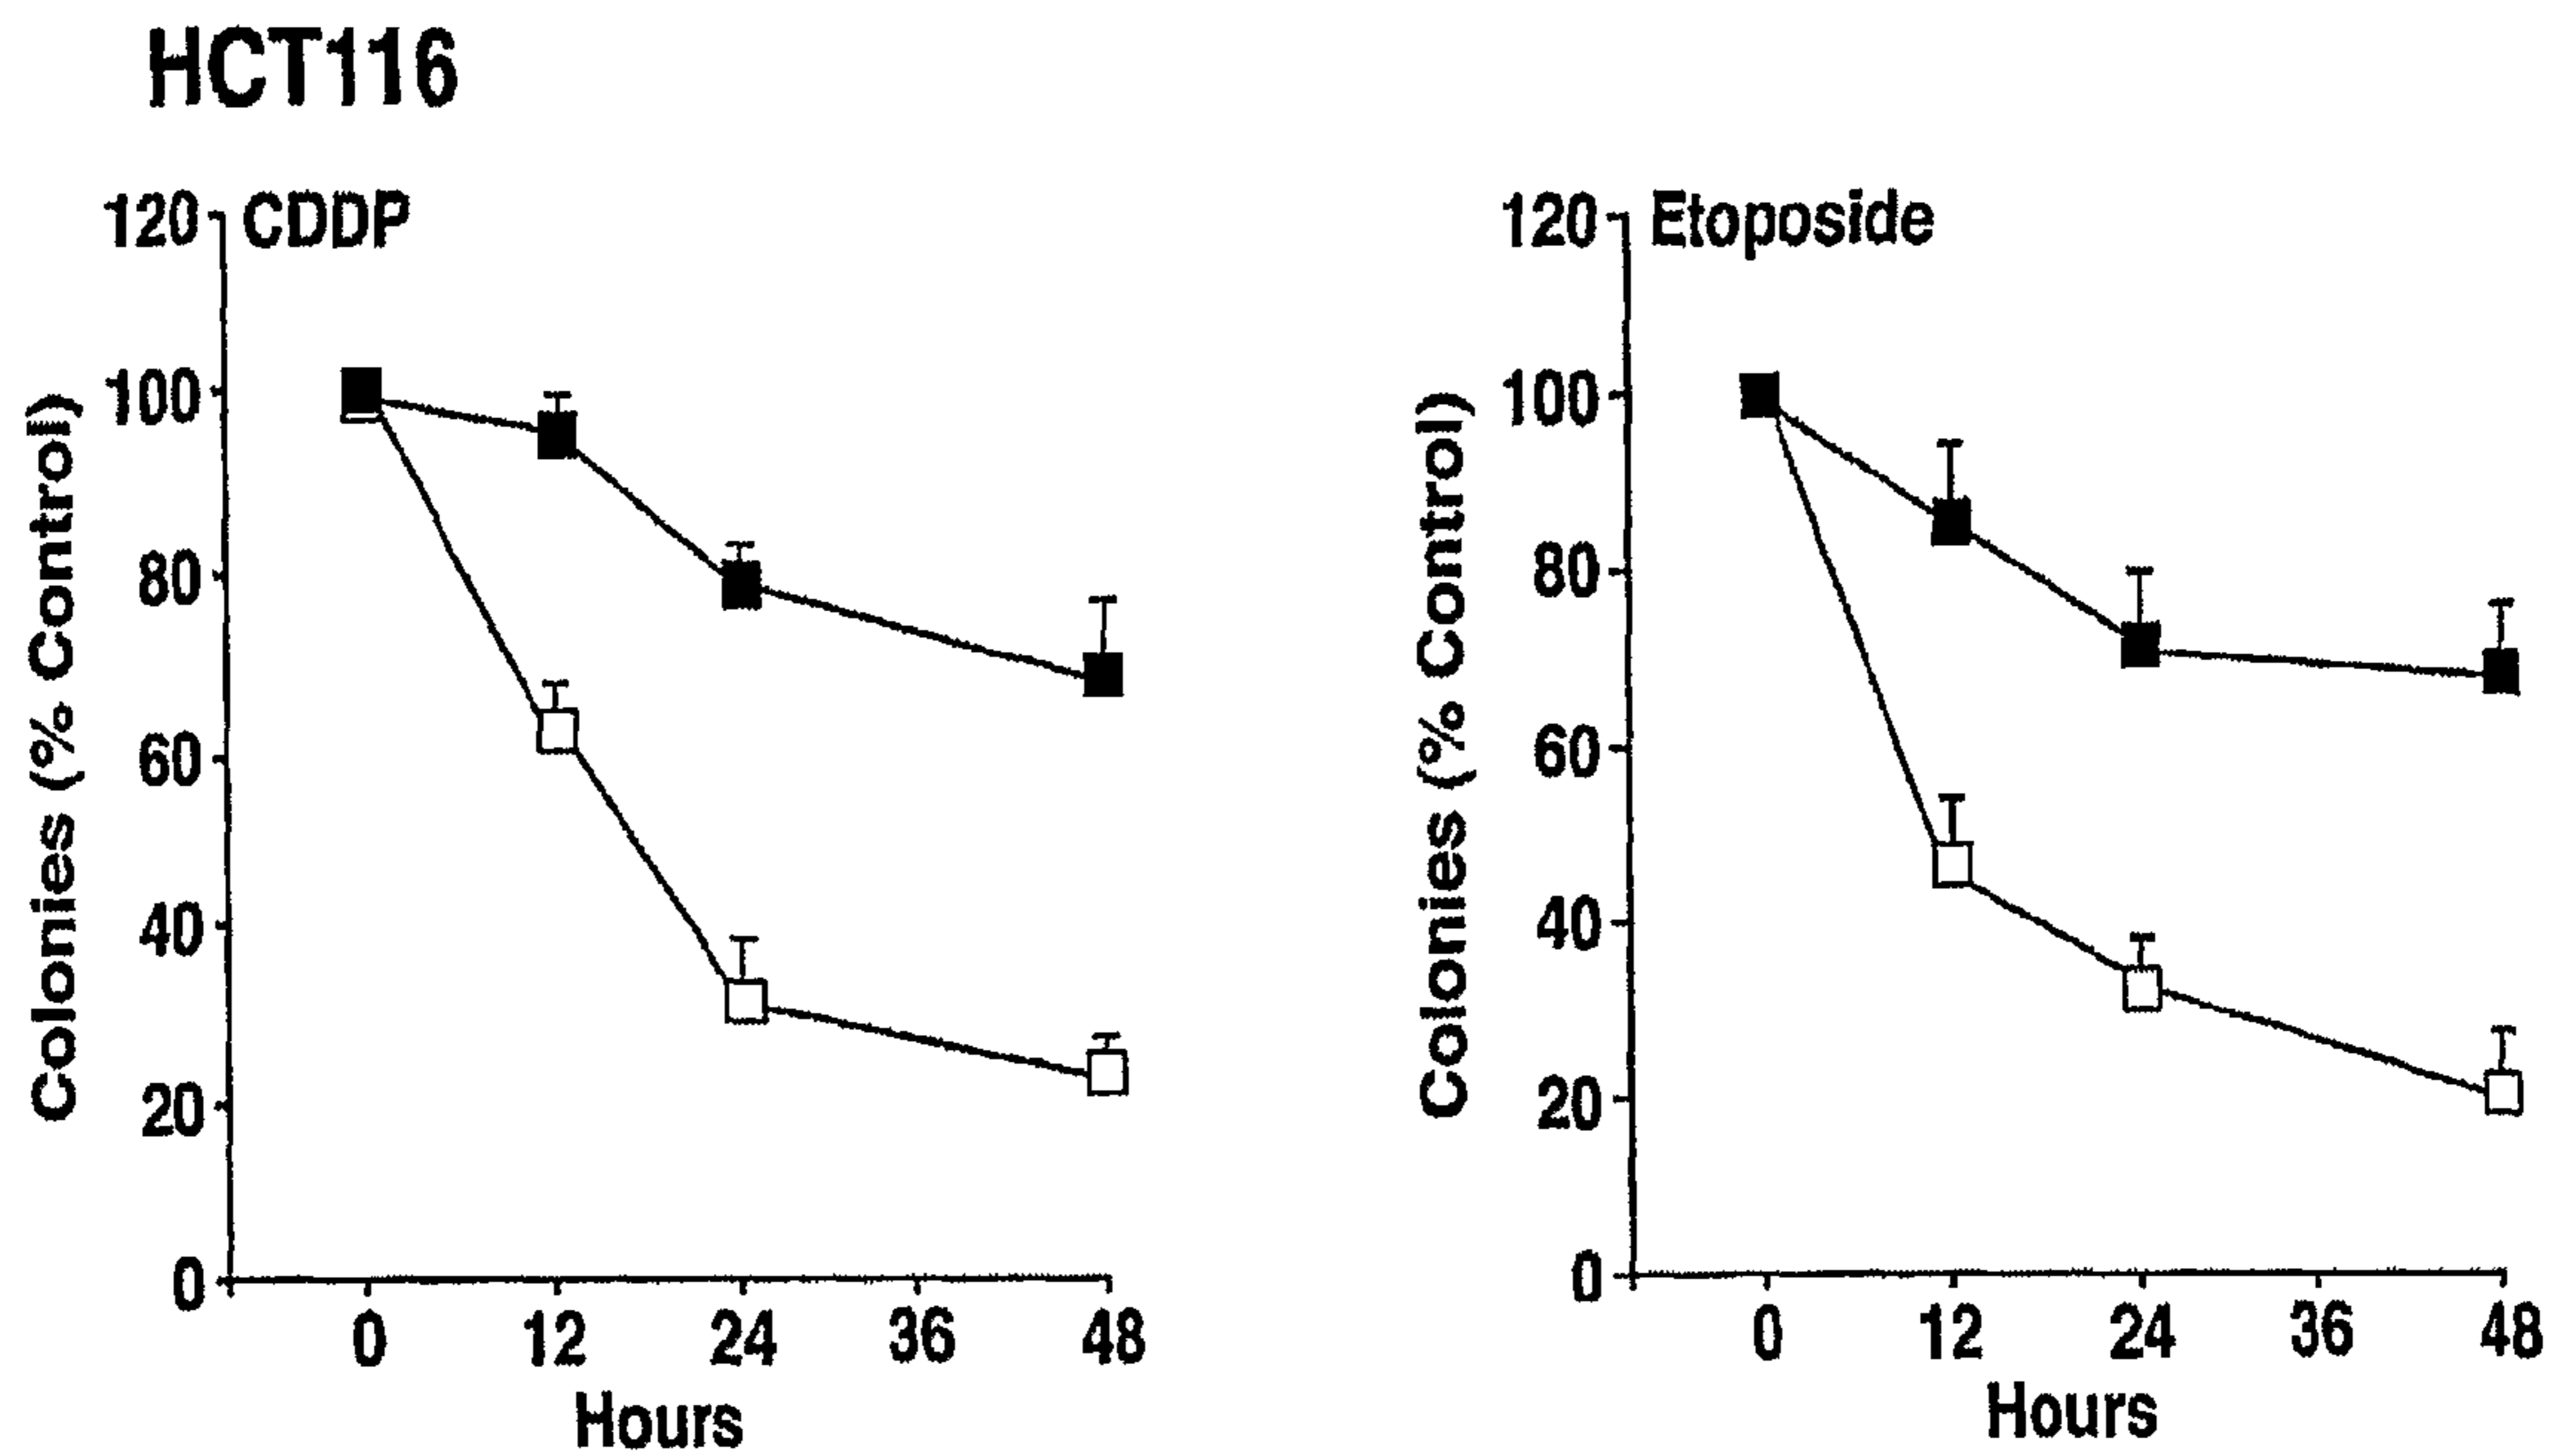 HCT116
CDDP
120
100
80
60
40
20
0
Colonies (% Control)
0 12 24 36 48
Hours
Etoposide
120
100
80
60
40
20
0
Colonies (% Control)
0 12 24 36 48
Hours